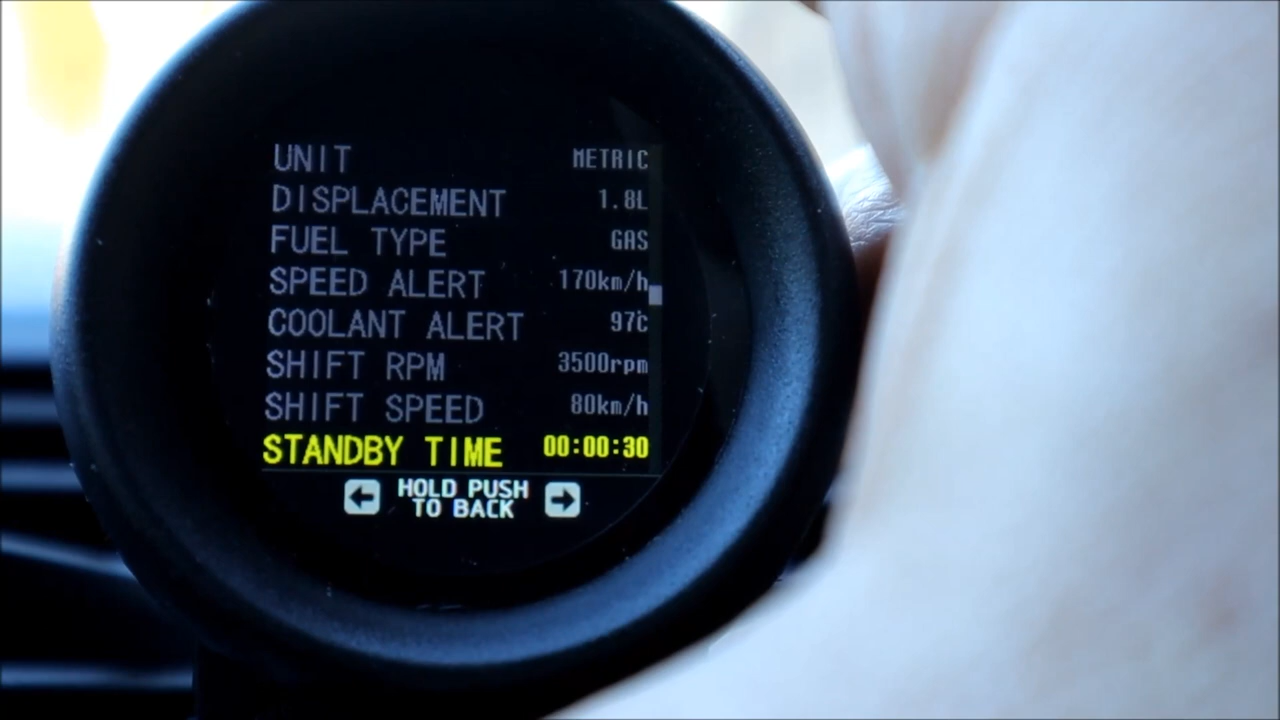 UNIT METRIC
DISPLACEMENT 1.8L
FUEL TYPE GAS
SPEED ALERT 170km/h
COOLANT ALERT 97c
SHIFT RPM 3500rpm
SHIFT SPEED 80km/h
STANDBY TIME 00:00:30
HOLD PUSH
TO BACK